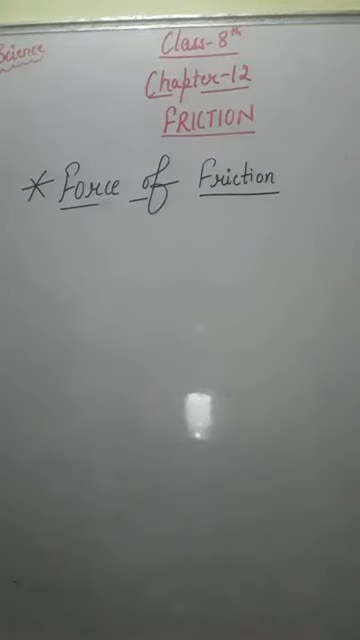 Science
Class-8th
Chapter-12
FRICTION
* Force of Friction